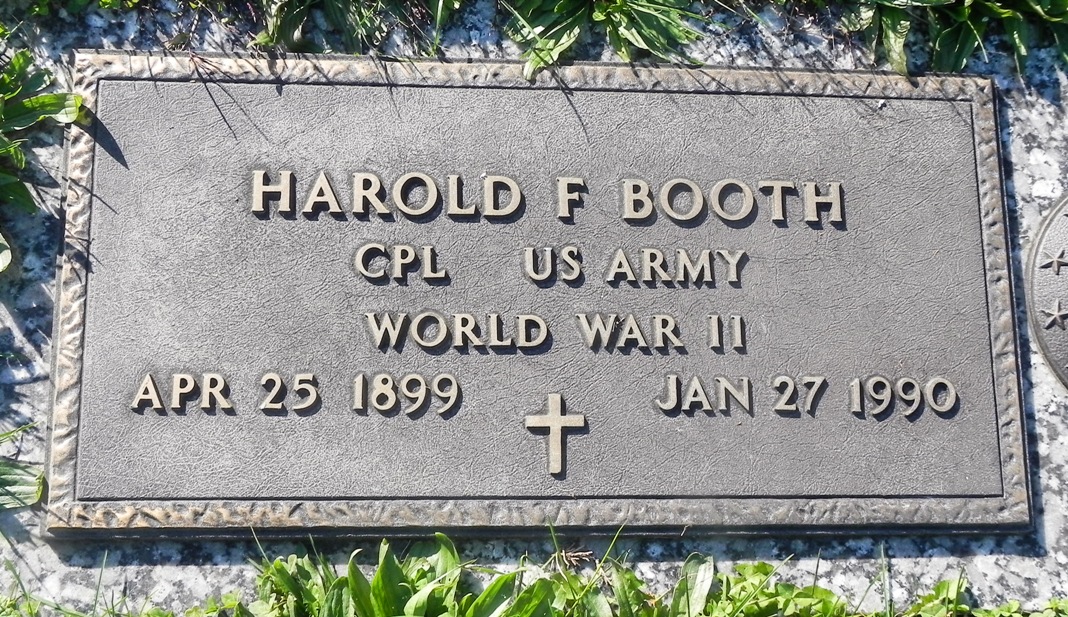 HAROLD F BOOTH
CPL US ARMY
WORLD WAR II
APR 25 1899 JAN 27 1990